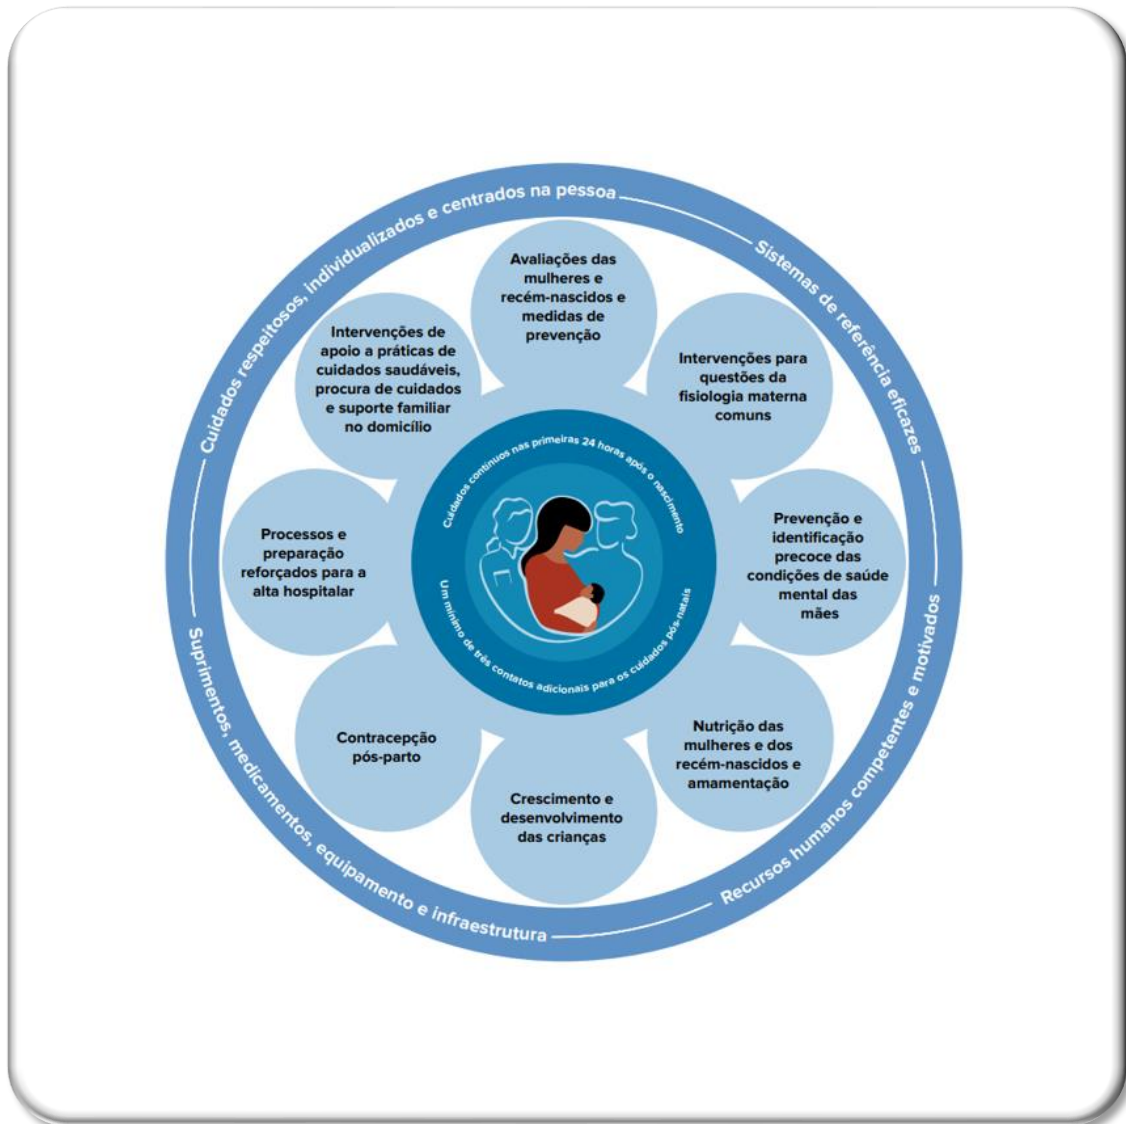 Cuidados respeitosos, individualizados e centrados na pessoa
Sistemas de referência eficazes
Recursos humanos competentes e motivados
Suprimentos, medicamentos, equipamento e infraestrutura
Avaliações das
mulheres e
recém-nascidos e
medidas de
prevenção
Intervenções para
questões da
fisiologia materna
comuns
Prevenção e
identificação
precoce das
condições de saúde
mental das
mães
Nutrição das
mulheres e dos
recém-nascidos e
amamentação
Crescimento e
desenvolvimento
das crianças
Contracepção
pós-parto
Processos e
preparação
reforçados para a
alta hospitalar
Intervenções de
apoio a práticas de
cuidados saudáveis,
procura de cuidados
e suporte familiar
no domicílio
Cuidados contínuos nas primeiras 24 horas após o nascimento
Um mínimo de três contatos adicionais para os cuidados pós-natais